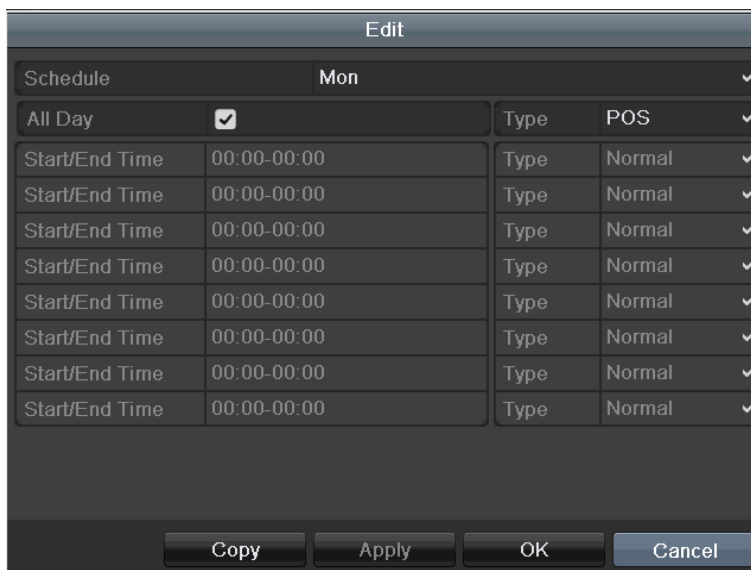 Edit
Schedule Mon
All Day Type POS
Start/End Time 00:00-00:00 Type Normal
Start/End Time 00:00-00:00 Type Normal
Start/End Time 00:00-00:00 Type Normal
Start/End Time 00:00-00:00 Type Normal
Start/End Time 00:00-00:00 Type Normal
Start/End Time 00:00-00:00 Type Normal
Start/End Time 00:00-00:00 Type Normal
Start/End Time 00:00-00:00 Type Normal
Copy Apply OK Cancel